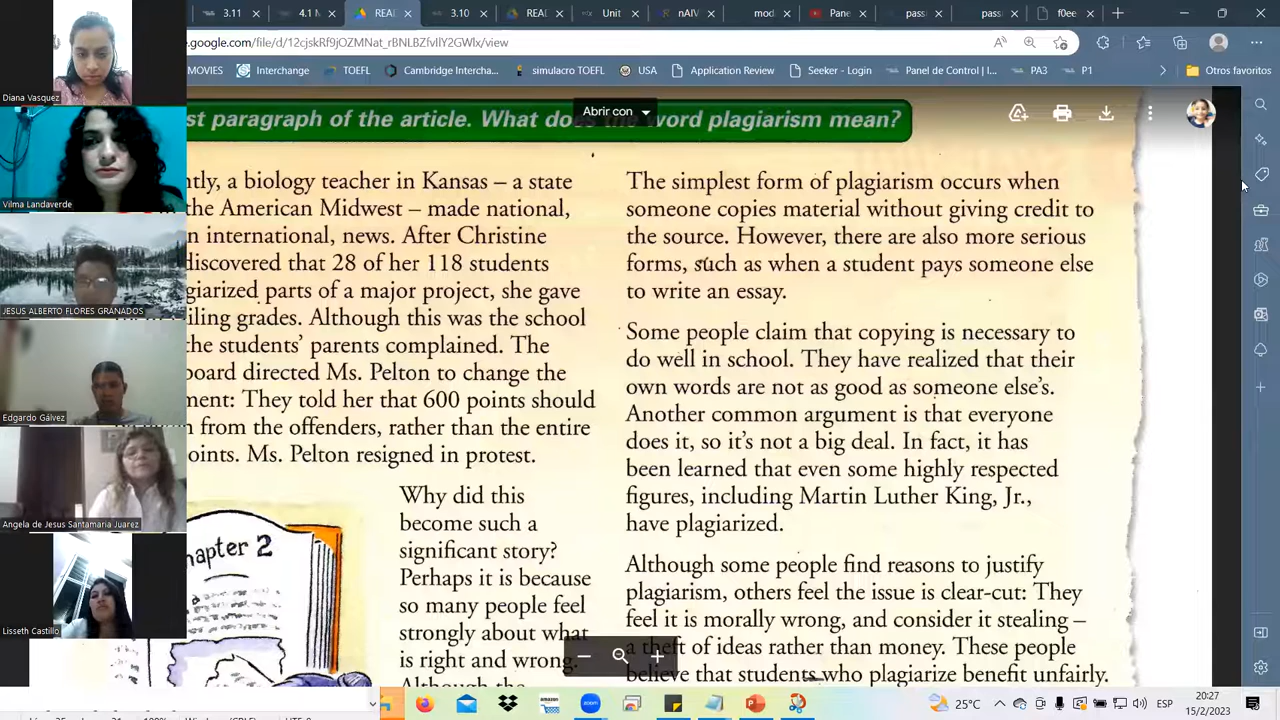 3.11
4.1 N
REAL
3.10
REAL
Unit
nAIV
mod
Pane
pass
pass
pass
f0ee
e.google.com/file/d/12cjskRf9jOZMNat_rBNLBZfvIlY2GWlx/view
MOVIES
Interchange
TOEFL
Cambridge Intercha...
simulacro TOEFL
USA
Application Review
Seeker - Login
Panel de Control | I...
PA3
P1
Otros favoritos
Abrir con
st paragraph of the article. What does the word plagiarism mean?
ntly, a biology teacher in Kansas – a state
the American Midwest – made national,
n international, news. After Christine
discovered that 28 of her 118 students
giarized parts of a major project, she gave
iling grades. Although this was the school
the students' parents complained. The
board directed Ms. Pelton to change the
ment: They told her that 600 points should
from the offenders, rather than the entire
oints. Ms. Pelton resigned in protest.
Why did this
become such a
significant story?
Perhaps it is because
so many people feel
strongly about what
is right and wrong.
Although the
apter 2
The simplest form of plagiarism occurs when
someone copies material without giving credit to
the source. However, there are also more serious
forms, such as when a student pays someone else
to write an essay.
Some people claim that copying is necessary to
do well in school. They have realized that their
own words are not as good as someone else's.
Another common argument is that everyone
does it, so it's not a big deal. In fact, it has
been learned that even some highly respected
figures, including Martin Luther King, Jr.,
have plagiarized.
Although some people find reasons to justify
plagiarism, others feel the issue is clear-cut: They
feel it is morally wrong, and consider it stealing –
a theft of ideas rather than money. These people
believe that students who plagiarize benefit unfairly.
Diana Vasquez
Vilma Landaverde
JESUS ALBERTO FLORES GRANADOS
Edgardo Gálvez
Angela de Jesus Santamaria Juarez
Lisseth Castillo
25°C
ESP
20:27
15/2/2023